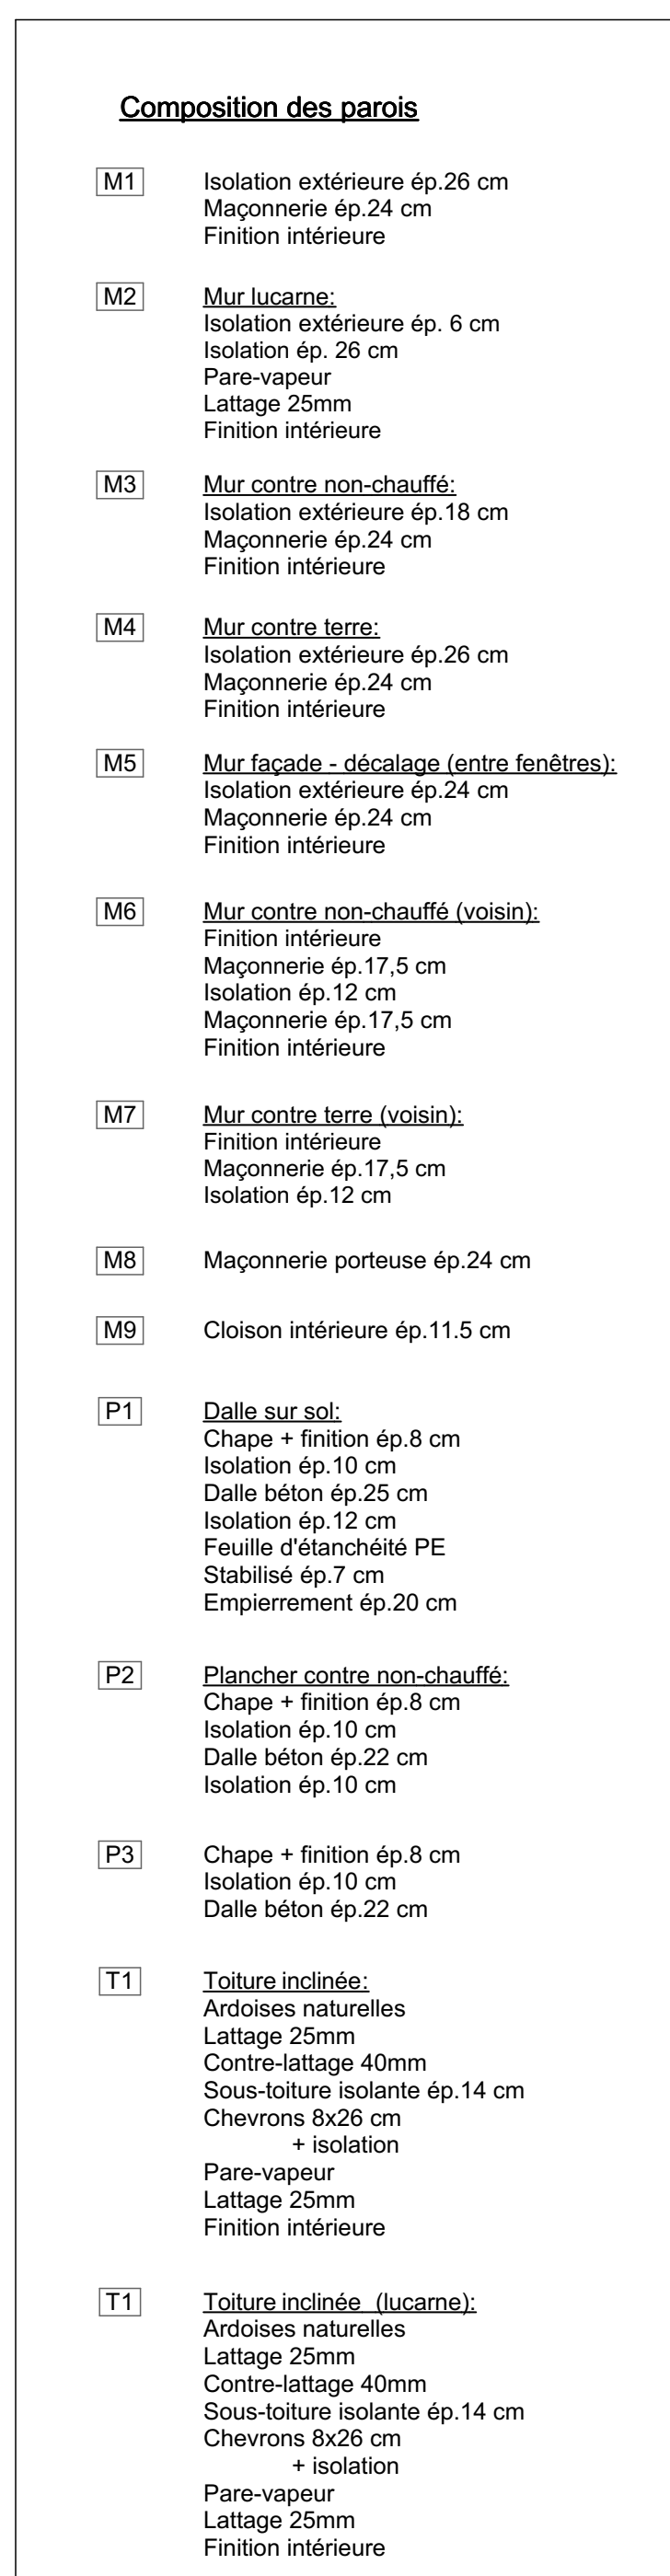 Composition des parois
M1 Isolation extérieure ép.26 cm
Maçonnerie ép.24 cm
Finition intérieure
M2 Mur lucarne:
Isolation extérieure ép. 6 cm
Isolation ép. 26 cm
Pare-vapeur
Lattage 25mm
Finition intérieure
M3 Mur contre non-chauffé:
Isolation extérieure ép.18 cm
Maçonnerie ép.24 cm
Finition intérieure
M4 Mur contre terre:
Isolation extérieure ép.26 cm
Maçonnerie ép.24 cm
Finition intérieure
M5 Mur façade - décalage (entre fenêtres):
Isolation extérieure ép.24 cm
Maçonnerie ép.24 cm
Finition intérieure
M6 Mur contre non-chauffé (voisin):
Finition intérieure
Maçonnerie ép.17,5 cm
Isolation ép.12 cm
Maçonnerie ép.17,5 cm
Finition intérieure
M7 Mur contre terre (voisin):
Finition intérieure
Maçonnerie ép.17,5 cm
Isolation ép.12 cm
M8 Maçonnerie porteuse ép.24 cm
M9 Cloison intérieure ép.11.5 cm
P1 Dalle sur sol:
Chape + finition ép.8 cm
Isolation ép.10 cm
Dalle béton ép.25 cm
Isolation ép.12 cm
Feuille d'étanchéité PE
Stabilisé ép.7 cm
Empierrement ép.20 cm
P2 Plancher contre non-chauffé:
Chape + finition ép.8 cm
Isolation ép.10 cm
Dalle béton ép.22 cm
Isolation ép.10 cm
P3 Chape + finition ép.8 cm
Isolation ép.10 cm
Dalle béton ép.22 cm
T1 Toiture inclinée:
Ardoises naturelles
Lattage 25mm
Contre-lattage 40mm
Sous-toiture isolante ép.14 cm
Chevrons 8x26 cm
+ isolation
Pare-vapeur
Lattage 25mm
Finition intérieure
T1 Toiture inclinée (lucarne):
Ardoises naturelles
Lattage 25mm
Contre-lattage 40mm
Sous-toiture isolante ép.14 cm
Chevrons 8x26 cm
+ isolation
Pare-vapeur
Lattage 25mm
Finition intérieure